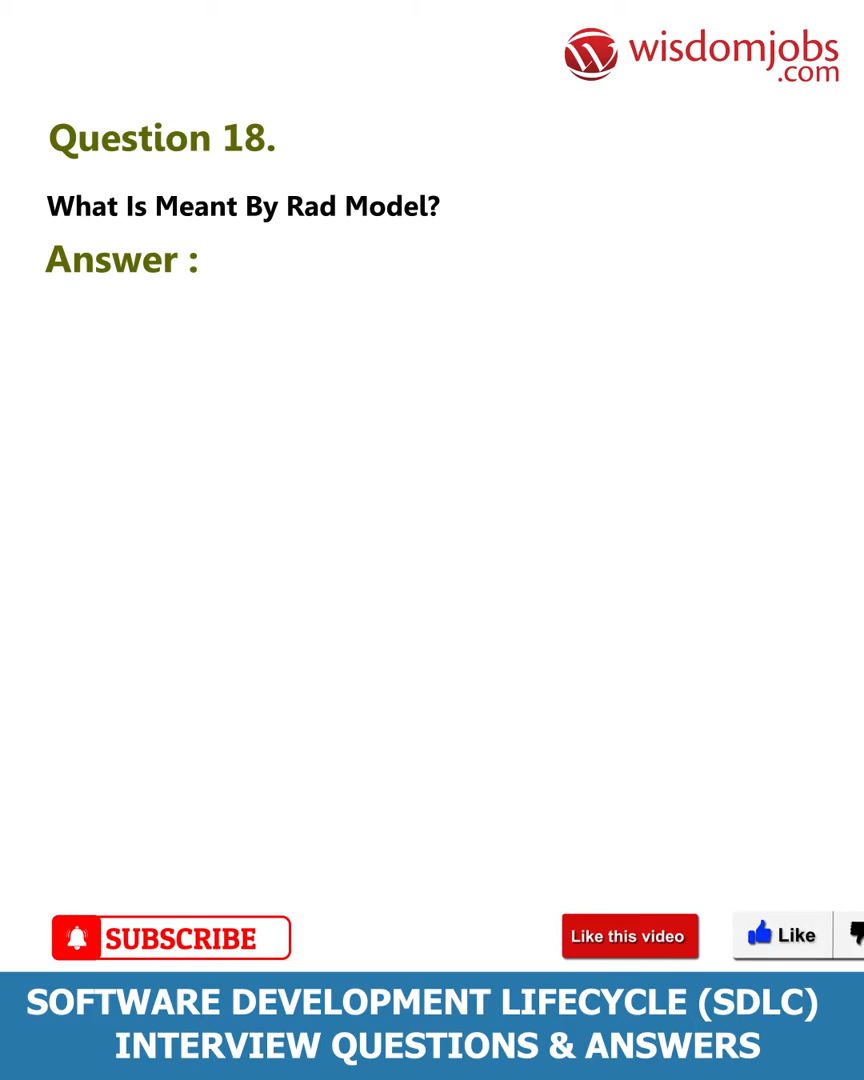 wisdomjobs
.com
Question 18.
What Is Meant By Rad Model?
Answer :
SUBSCRIBE
Like this video
Like
SOFTWARE DEVELOPMENT LIFECYCLE (SDLC)
INTERVIEW QUESTIONS & ANSWERS